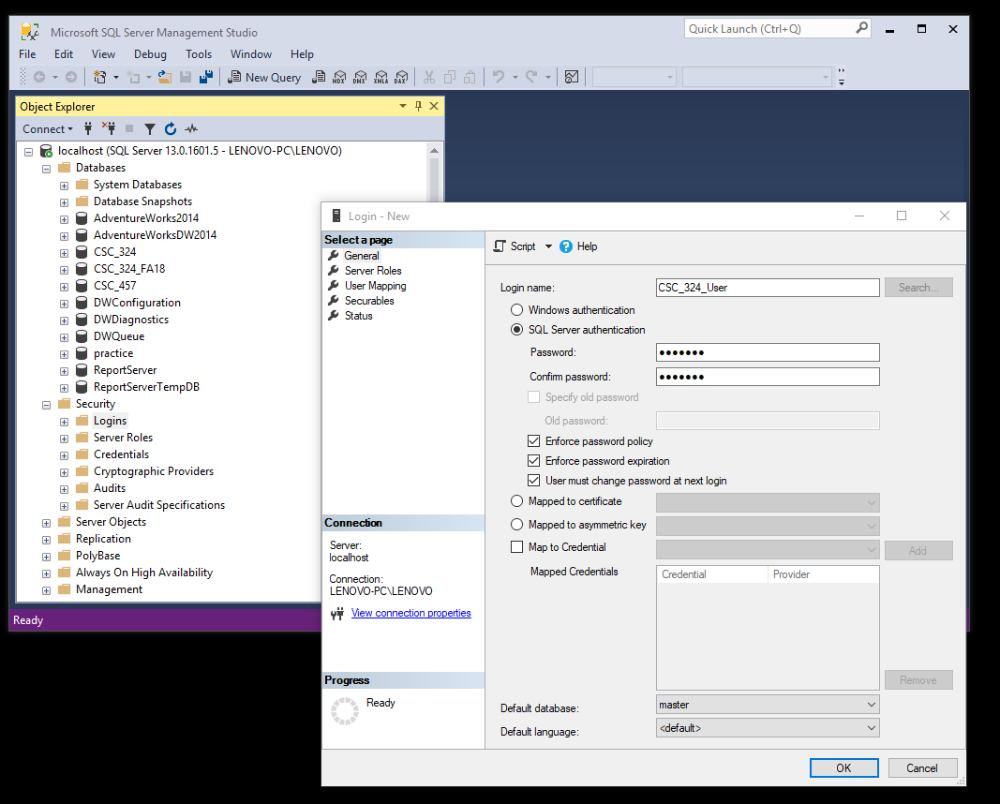 Microsoft SQL Server Management Studio
Quick Launch (Ctrl+Q)
File Edit View Debug Tools Window Help
New Query MDX DMX XMLA DAX
Object Explorer
Connect
localhost (SQL Server 13.0.1601.5 - LENOVO-PC\LENOVO)
Databases
System Databases
Database Snapshots
AdventureWorks2014
AdventureWorksDW2014
CSC_324
CSC_324_FA18
CSC_457
DWConfiguration
DWDiagnostics
DWQueue
practice
ReportServer
ReportServerTempDB
Security
Logins
Server Roles
Credentials
Cryptographic Providers
Audits
Server Audit Specifications
Server Objects
Replication
PolyBase
Always On High Availability
Management
Ready
Login - New
Select a page
General
Server Roles
User Mapping
Securables
Status
Connection
Server:
localhost
Connection:
LENOVO-PC\LENOVO
View connection properties
Progress
Ready
Script ? Help
Login name: CSC_324_User Search...
Windows authentication
SQL Server authentication
Password: ●●●●●●●
Confirm password: ●●●●●●●
Specify old password
Old password:
Enforce password policy
Enforce password expiration
User must change password at next login
Mapped to certificate
Mapped to asymmetric key
Map to Credential Add
Mapped Credentials Credential Provider
Remove
Default database: master
Default language: <default>
OK Cancel